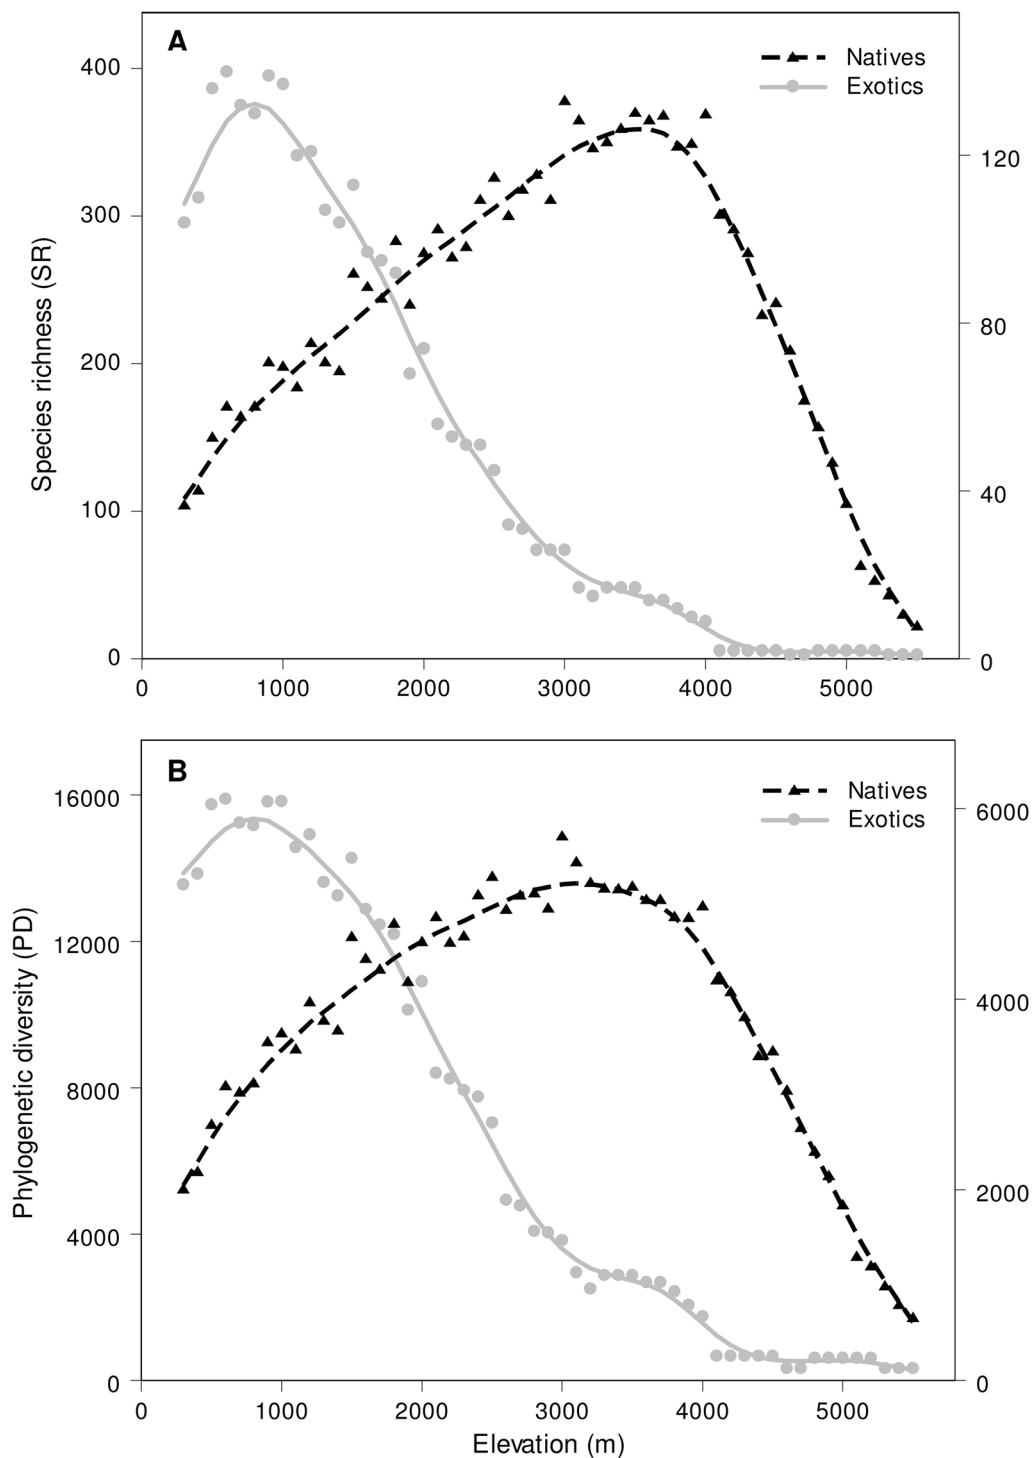 A
Natives
Exotics
Species richness (SR)
400
300
200
100
0
120
80
40
0
0 1000 2000 3000 4000 5000
B
Natives
Exotics
Phylogenetic diversity (PD)
16000
12000
8000
4000
0
6000
4000
2000
0
0 1000 2000 3000 4000 5000
Elevation (m)